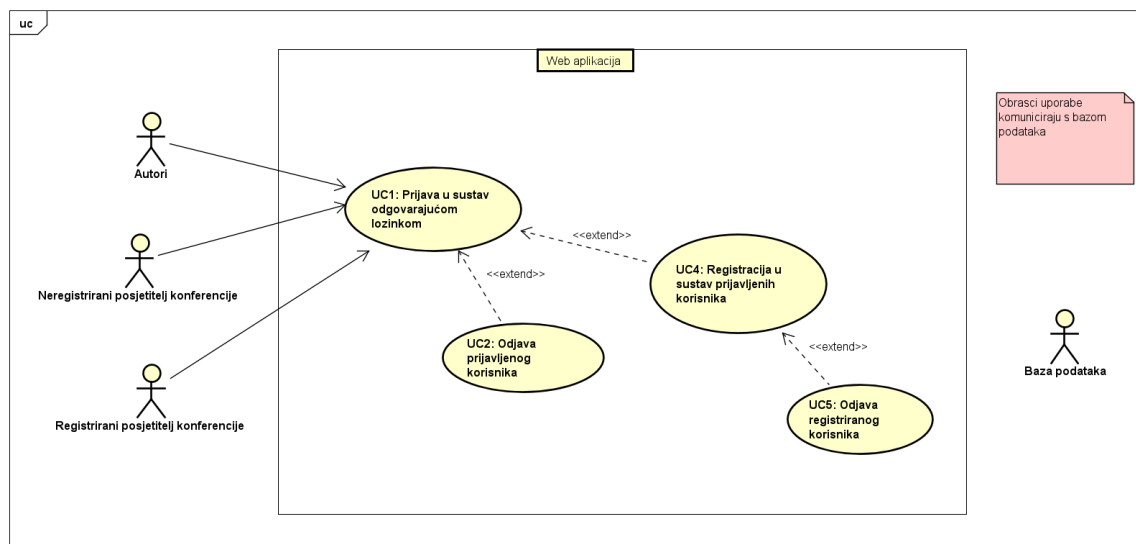 uc
Web aplikacija
Obrasci uporabe
komuniciraju s bazom
podataka
Autori
UC1: Prijava u sustav
odgovarajućom
lozinkom
<<extend>>
UC4: Registracija u
sustav prijavljenih
korisnika
<<extend>>
Neregistrirani posjetitelj konferencije
UC2: Odjava
prijavljenog
korisnika
<<extend>>
Baza podataka
UC5: Odjava
registriranog
korisnika
Registrirani posjetitelj konferencije